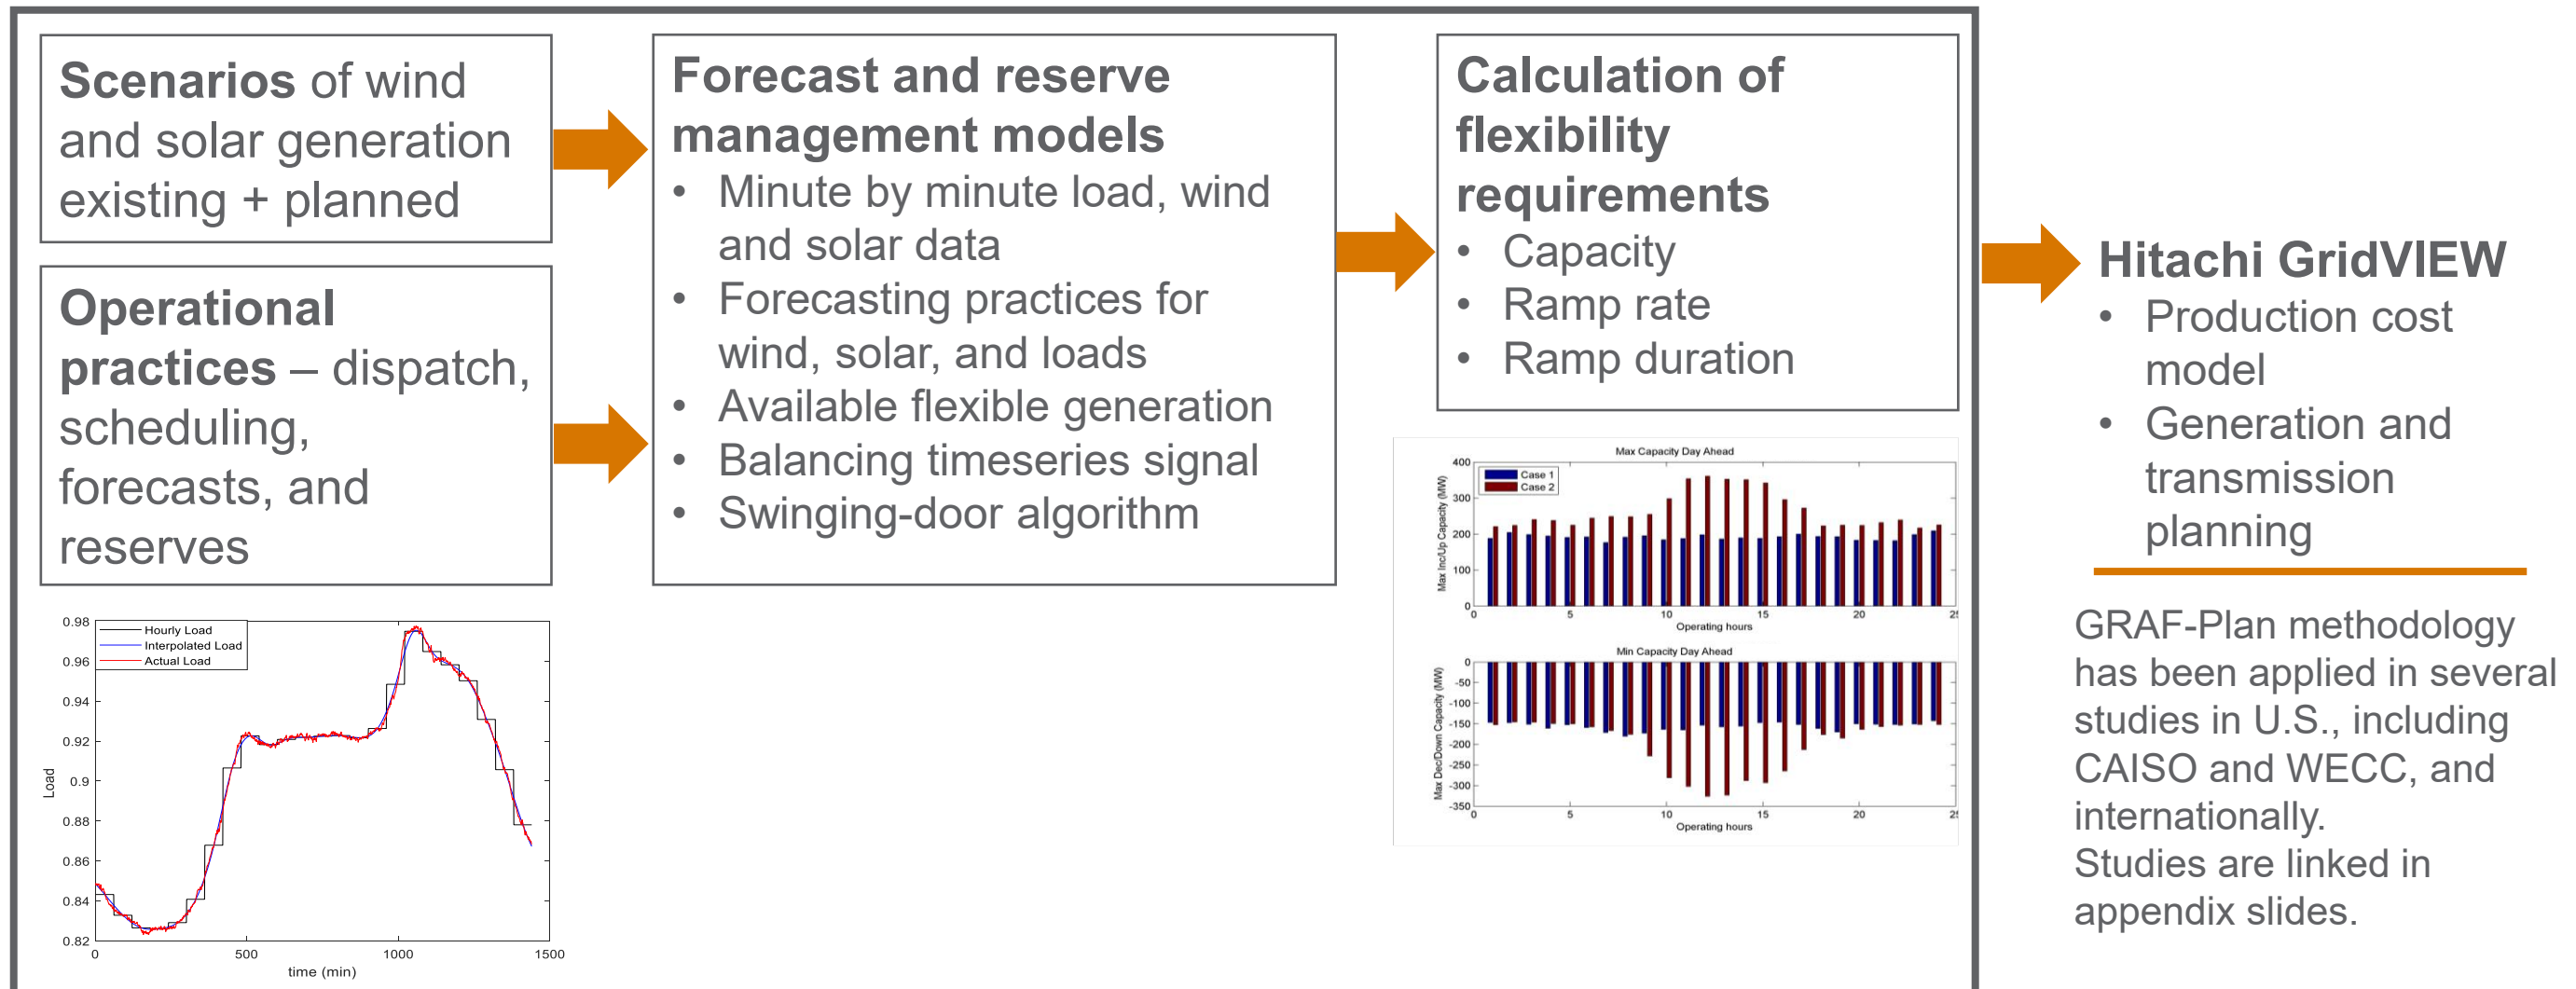 Scenarios of wind
and solar generation
existing + planned
Operational
practices – dispatch,
scheduling,
forecasts, and
reserves
Hourly Load
Interpolated Load
Actual Load
0.98
0.96
0.94
0.92
0.9
0.88
0.86
0.84
0.82
Load
0 500 1000 1500
time (min)
Forecast and reserve
management models
• Minute by minute load, wind
and solar data
• Forecasting practices for
wind, solar, and loads
• Available flexible generation
• Balancing timeseries signal
• Swinging-door algorithm
Calculation of
flexibility
requirements
• Capacity
• Ramp rate
• Ramp duration
Max Capacity Day Ahead
Case 1
Case 2
400
300
200
100
0
Max Inc/Up Capacity (MW)
0 5 10 15 20 25
Operating hours
Min Capacity Day Ahead
0
-50
-100
-150
-200
-250
-300
-350
Max Dec/Down Capacity (MW)
0 5 10 15 20 25
Operating hours
Hitachi GridVIEW
• Production cost
model
• Generation and
transmission
planning
GRAF-Plan methodology
has been applied in several
studies in U.S., including
CAISO and WECC, and
internationally.
Studies are linked in
appendix slides.